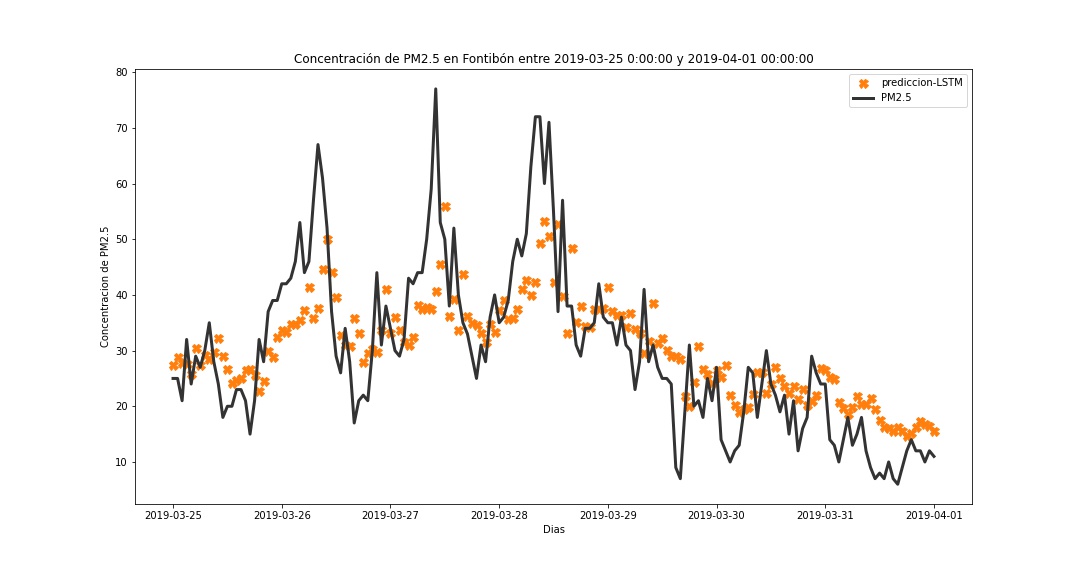 Concentración de PM2.5 en Fontibón entre 2019-03-25 0:00:00 y 2019-04-01 00:00:00
prediccion-LSTM
PM2.5
Concentracion de PM2.5
80
70
60
50
40
30
20
10
2019-03-25 2019-03-26 2019-03-27 2019-03-28 2019-03-29 2019-03-30 2019-03-31 2019-04-01
Dias